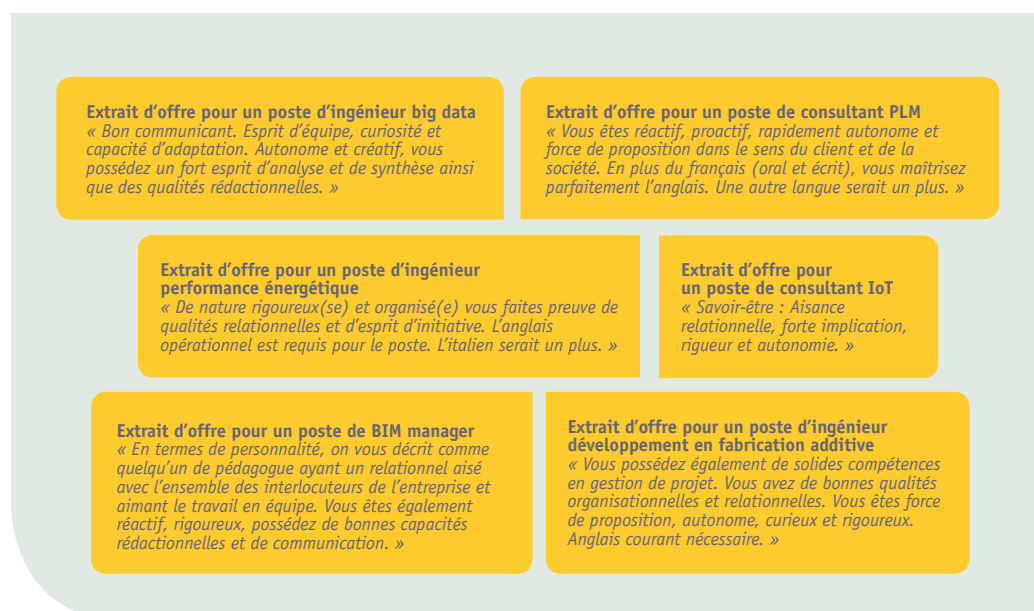 Extrait d'offre pour un poste d'ingénieur big data
« Bon communicant. Esprit d'équipe, curiosité et
capacité d'adaptation. Autonome et créatif, vous
possédez un fort esprit d'analyse et de synthèse ainsi
que des qualités rédactionnelles. »
Extrait d'offre pour un poste de consultant PLM
« Vous êtes réactif, proactif, rapidement autonome et
force de proposition dans le sens du client et de la
société. En plus du français (oral et écrit), vous maîtrisez
parfaitement l'anglais. Une autre langue serait un plus. »
Extrait d'offre pour un poste d'ingénieur
performance énergétique
« De nature rigoureux(se) et organisé(e) vous faites preuve de
qualités relationnelles et d'esprit d'initiative. L'anglais
opérationnel est requis pour le poste. L'italien serait un plus. »
Extrait d'offre pour
un poste de consultant IoT
« Savoir-être : Aisance
relationnelle, forte implication,
rigueur et autonomie. »
Extrait d'offre pour un poste de BIM manager
« En termes de personnalité, on vous décrit comme
quelqu'un de pédagogue ayant un relationnel aisé
avec l'ensemble des interlocuteurs de l'entreprise et
aimant le travail en équipe. Vous êtes également
réactif, rigoureux, possédez de bonnes capacités
rédactionnelles et de communication. »
Extrait d'offre pour un poste d'ingénieur
développement en fabrication additive
« Vous possédez également de solides compétences
en gestion de projet. Vous avez de bonnes qualités
organisationnelles et relationnelles. Vous êtes force
de proposition, autonome, curieux et rigoureux.
Anglais courant nécessaire. »